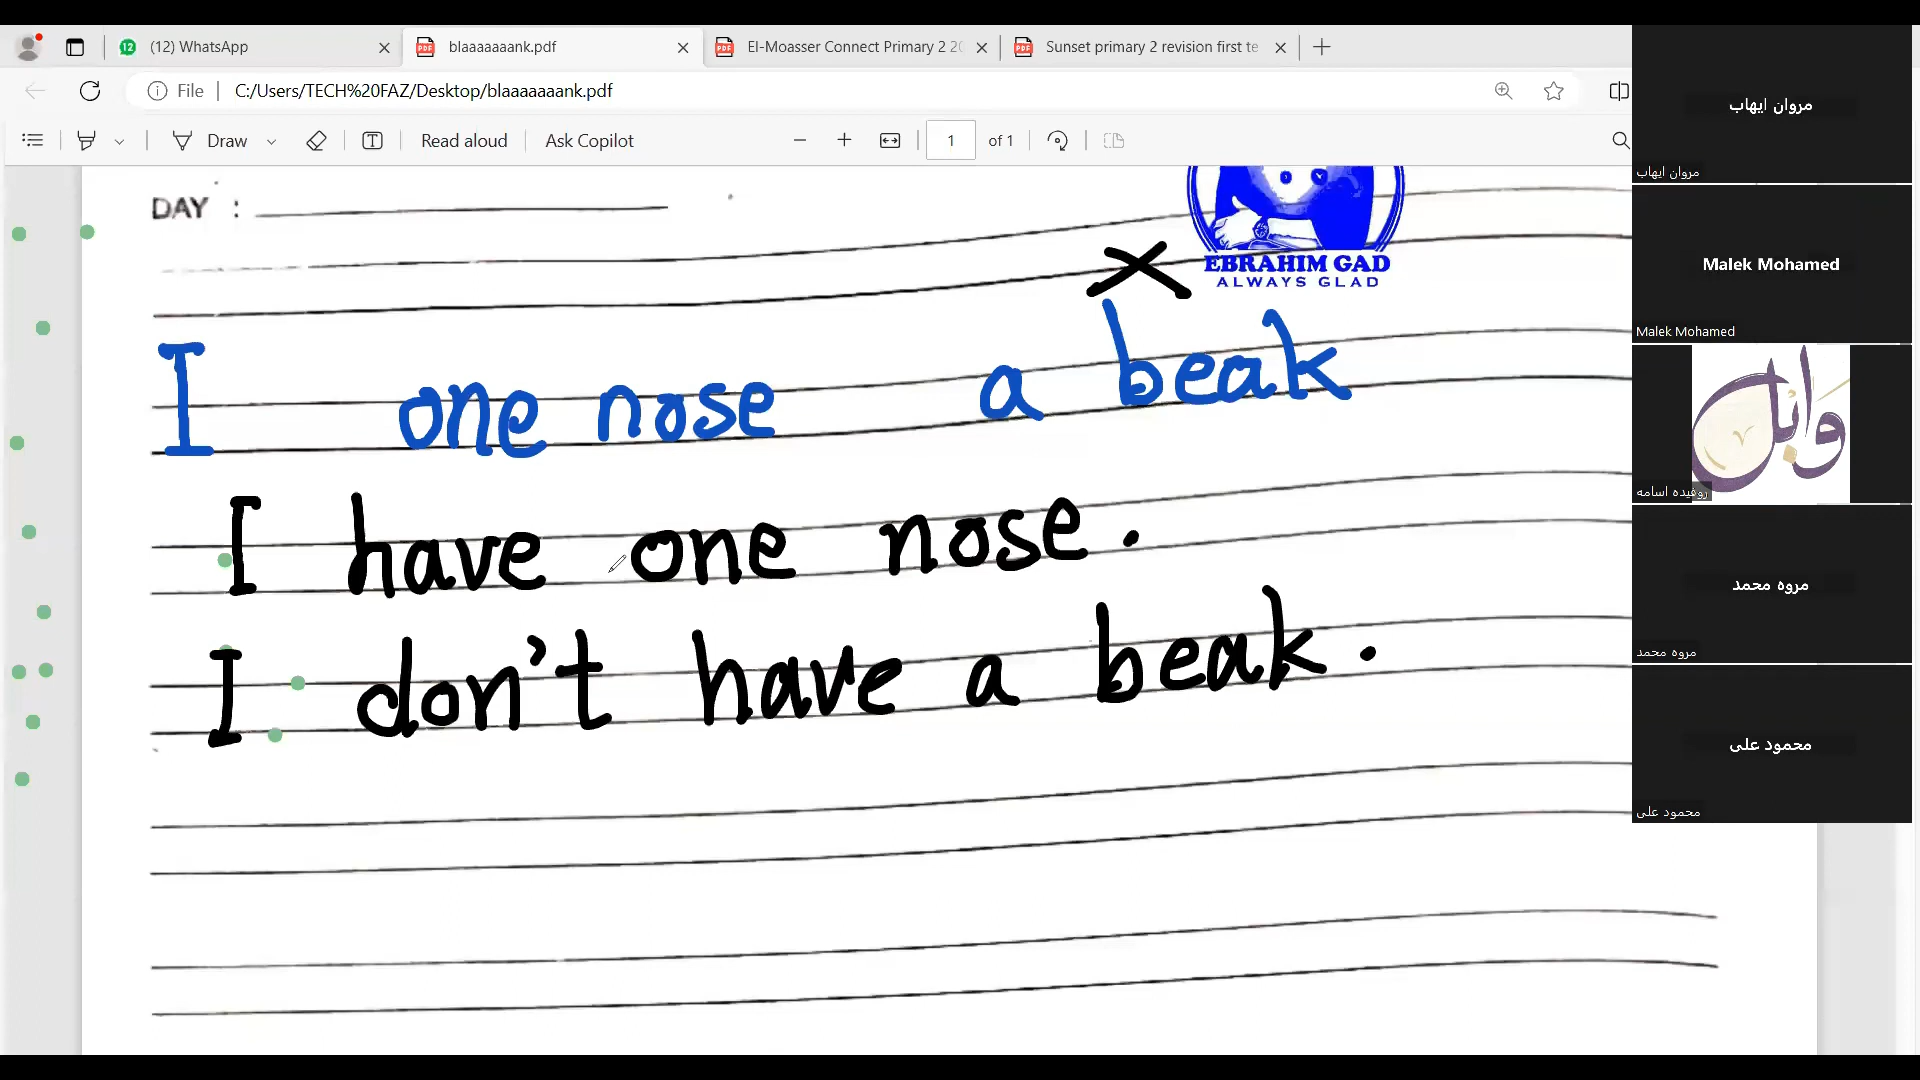 (12) WhatsApp
blaaaaaaank.pdf
El-Moasser Connect Primary 2 20
Sunset primary 2 revision first te
File
C:/Users/TECH%20FAZ/Desktop/blaaaaaaank.pdf
Draw
Read aloud
Ask Copilot
1 of 1
DAY :
EBRAHIM GAD
ALWAYS GLAD
I one nose a beak
I have one nose.
I don't have a beak.
مروان ايهاب
مروان ايهاب
Malek Mohamed
Malek Mohamed
وابل
روفيده اسامه
مروه محمد
مروه محمد
محمود على
محمود على